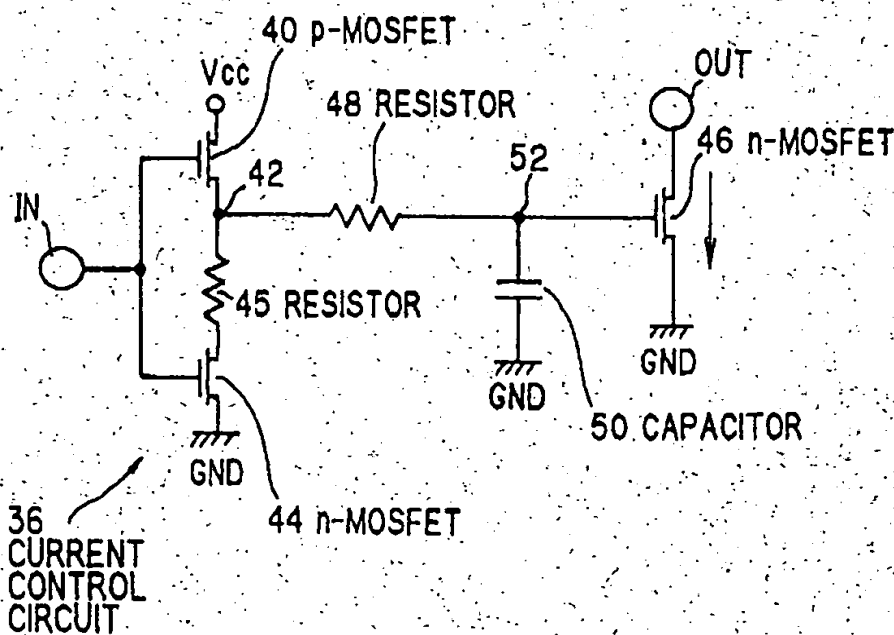 40 p-MOSFET
Vcc
48 RESISTOR
OUT
46 n-MOSFET
42
52
IN
45 RESISTOR
GND
GND
50 CAPACITOR
GND
44 n-MOSFET
36
CURRENT
CONTROL
CIRCUIT